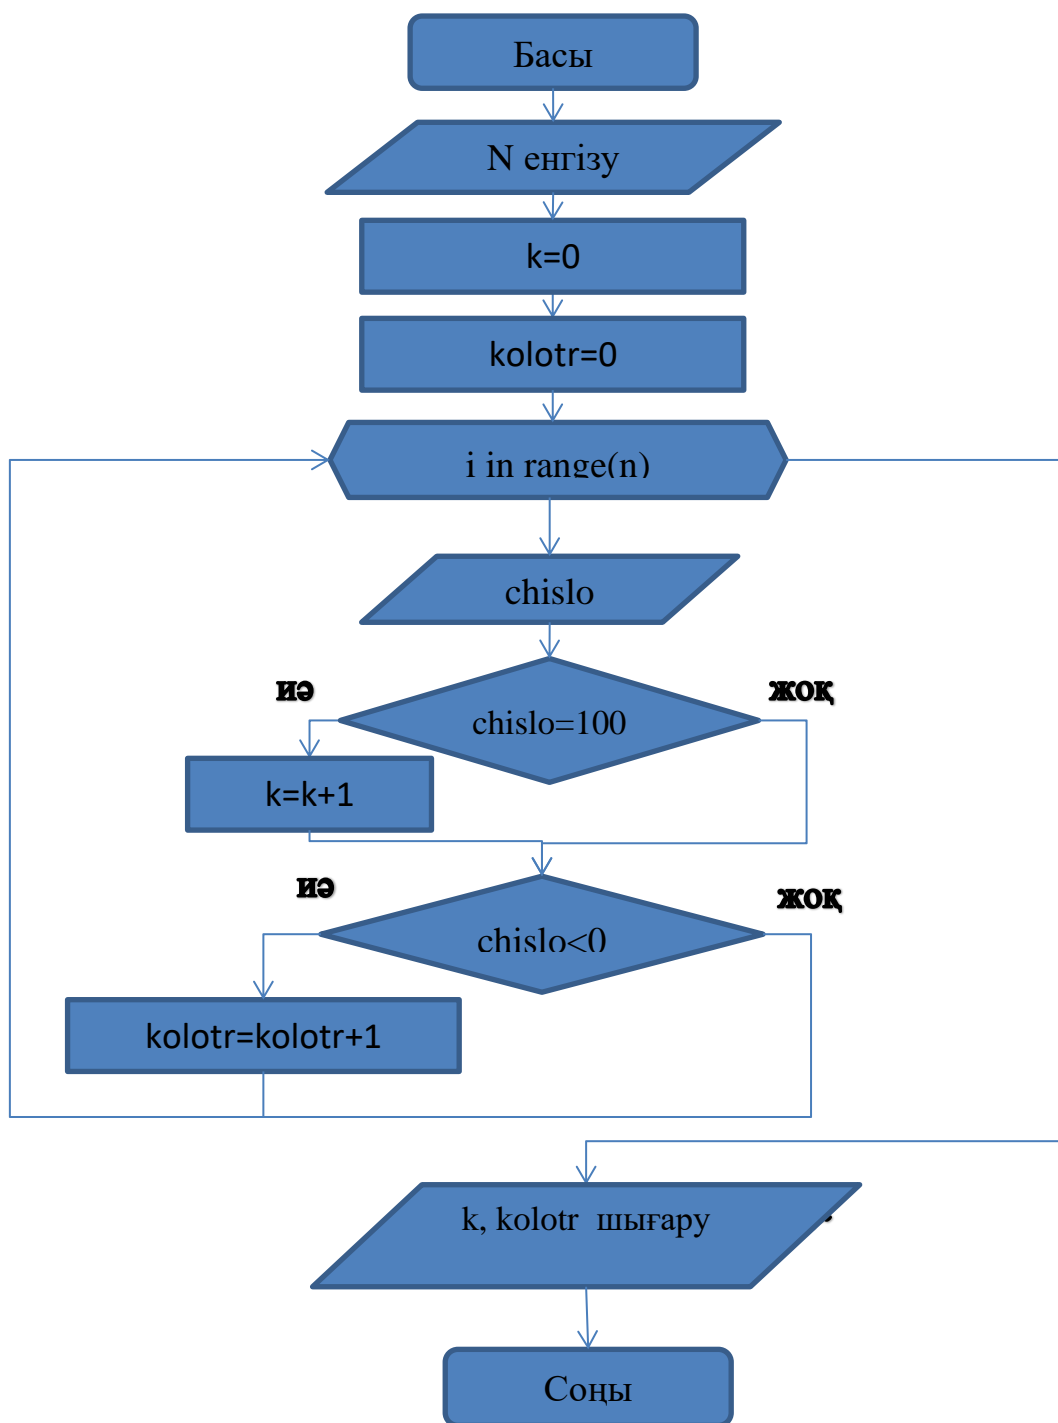 Басы
N енгізу
k=0
kolotr=0
i in range(n)
chislo
иә
жоқ
chislo=100
k=k+1
иә
жоқ
chislo<0
kolotr=kolotr+1
k, kolotr шығару
Соңы